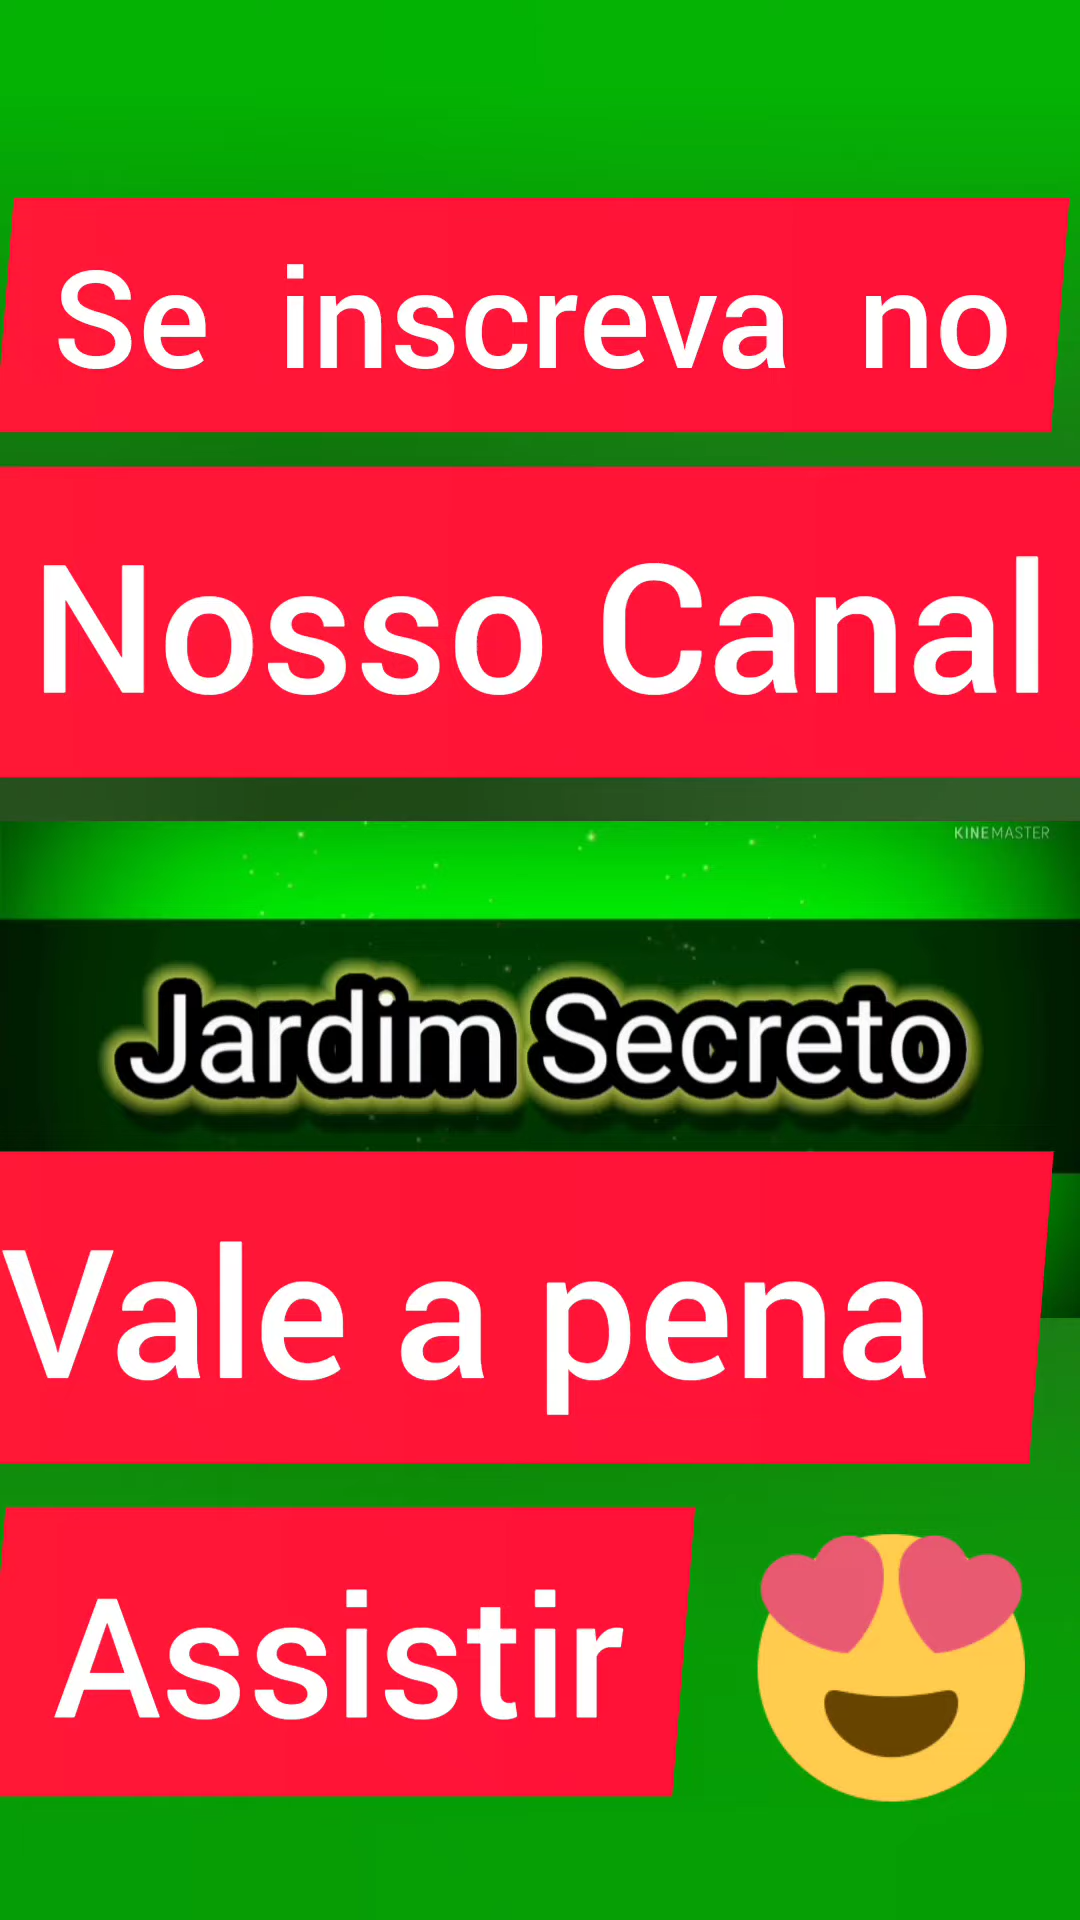 Se inscreva no
Nosso Canal
KINEMASTER
Jardim Secreto
Vale a pena
Assistir